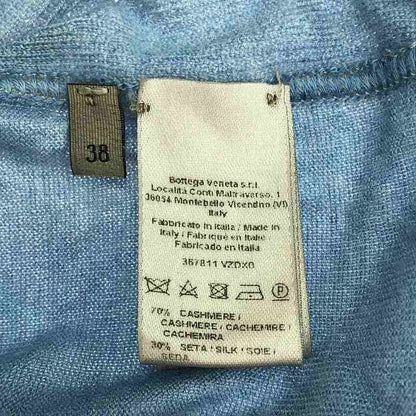 38
Bottega Veneta s.r.l.
Località Conti Maltraverso, 1
36054 Montebello Vicentino (VI)
Italy
Fabbricato in Italia / Made in
Italy / Fabriqué en Italie
Fabricado en Italia
367811 VZDX0
P
70% CASHMERE /
CASHMERE / CACHEMIRE /
CACHEMIRA
30% SETA / SILK / SOIE /
SEDA